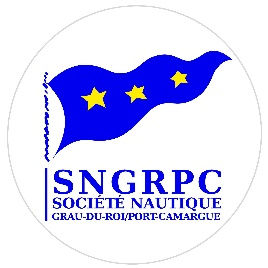 SNGRPC
SOCIÉTÉ NAUTIQUE
GRAU-DU-ROI/PORT-CAMARGUE